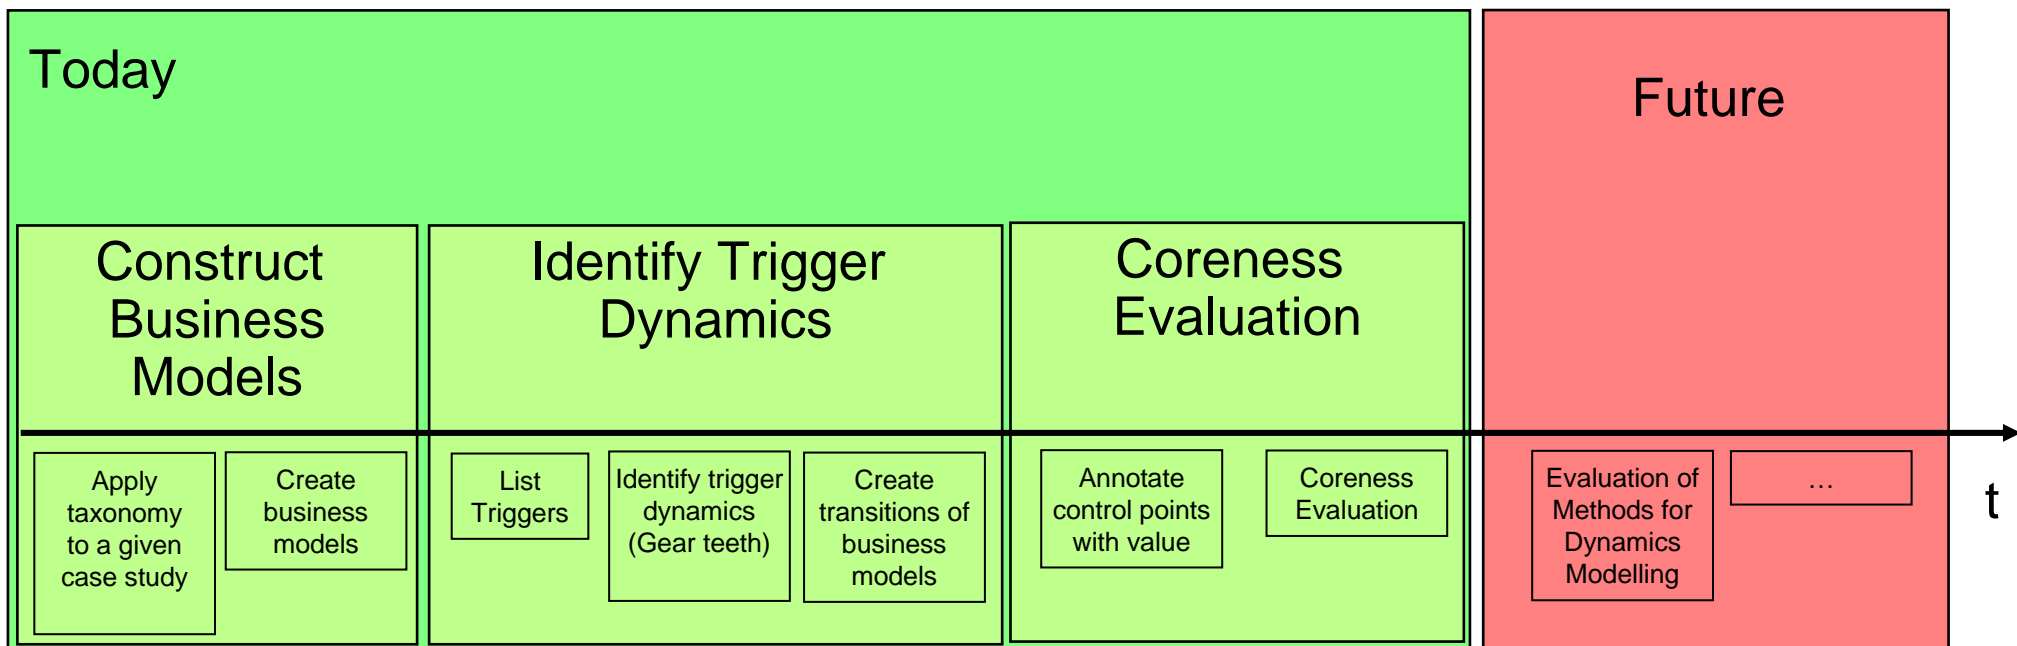 Today
Future
Construct
Business
Models
Identify Trigger
Dynamics
Coreness
Evaluation
Apply
taxonomy
to a given
case study
Create
business
models
List
Triggers
Identify trigger
dynamics
(Gear teeth)
Create
transitions of
business
models
Annotate
control points
with value
Coreness
Evaluation
Evaluation of
Methods for
Dynamics
Modelling
…
t